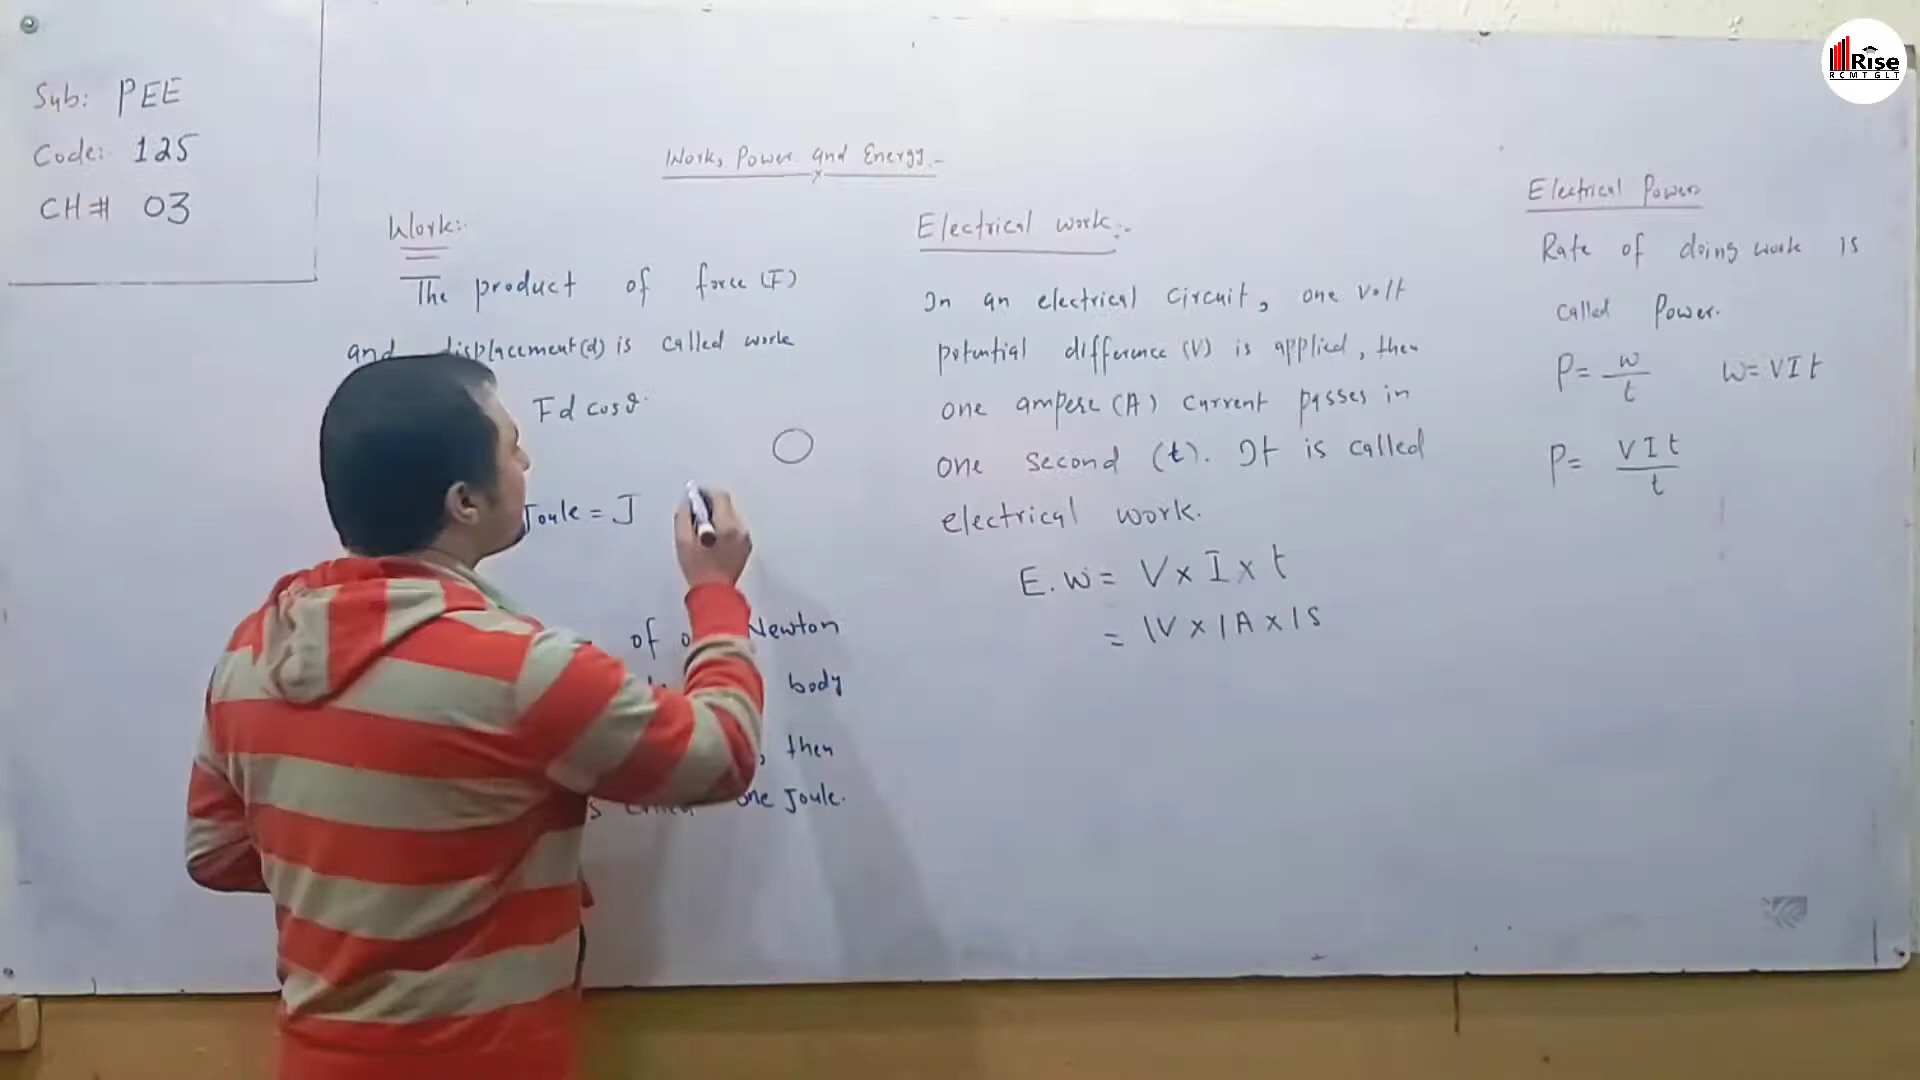 Sub: PEE
Code: 125
CH# 03
Work, Power and Energy.
Work:
The product of force (F)
and displacement(d) is called work
Fd cosθ
Joule = J
of Newton
body
, then
called one Joule.
Electrical work:-
In an electrical circuit, one volt
potential difference (V) is applied, then
one ampere (A) current passes in
one second (t). It is called
electrical work.
E.W = V x I x t
= 1V x 1A x 1S
Electrical Power
Rate of doing work is
called Power.
P = W/t W = VIt
P = VIt/t
Rise
RCMTGLT